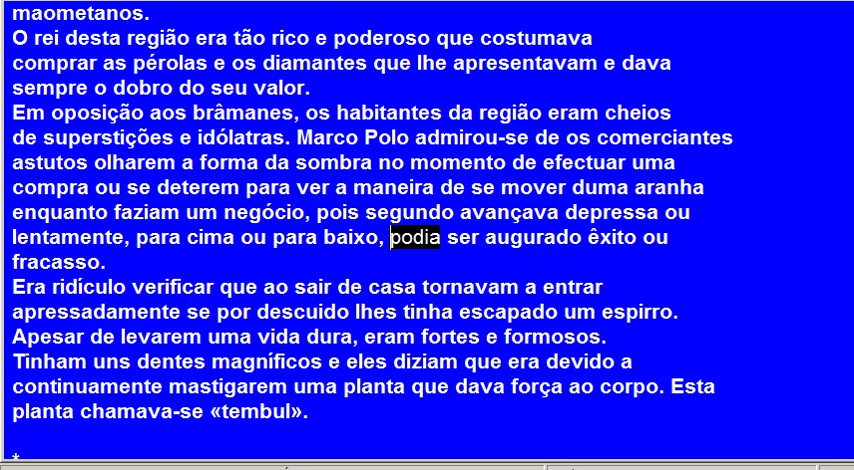 maometanos.
O rei desta região era tão rico e poderoso que costumava
comprar as pérolas e os diamantes que lhe apresentavam e dava
sempre o dobro do seu valor.
Em oposição aos brâmanes, os habitantes da região eram cheios
de superstições e idólatras. Marco Polo admirou-se de os comerciantes
astutos olharem a forma da sombra no momento de efectuar uma
compra ou se deterem para ver a maneira de se mover duma aranha
enquanto faziam um negócio, pois segundo avançava depressa ou
lentamente, para cima ou para baixo, podia ser augurado êxito ou
fracasso.
Era ridículo verificar que ao sair de casa tornavam a entrar
apressadamente se por descuido lhes tinha escapado um espirro.
Apesar de levarem uma vida dura, eram fortes e formosos.
Tinham uns dentes magníficos e eles diziam que era devido a
continuamente mastigarem uma planta que dava força ao corpo. Esta
planta chamava-se «tembul».
*